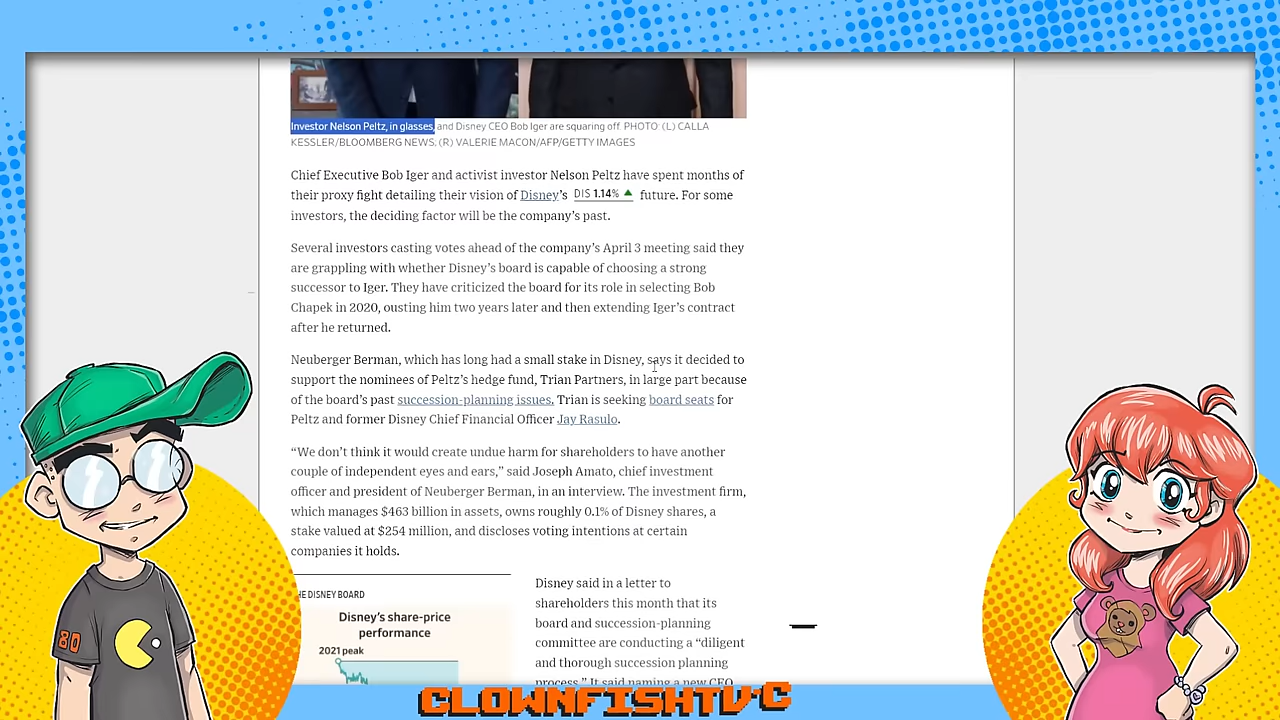 Investor Nelson Peltz, in glasses, and Disney CEO Bob Iger are squaring off. PHOTO: (L) CALLA
KESSLER/BLOOMBERG NEWS; (R) VALERIE MACON/AFP/GETTY IMAGES
Chief Executive Bob Iger and activist investor Nelson Peltz have spent months of
their proxy fight detailing their vision of Disney's DIS 1.14% ▲ future. For some
investors, the deciding factor will be the company's past.
Several investors casting votes ahead of the company's April 3 meeting said they
are grappling with whether Disney's board is capable of choosing a strong
successor to Iger. They have criticized the board for its role in selecting Bob
Chapek in 2020, ousting him two years later and then extending Iger's contract
after he returned.
Neuberger Berman, which has long had a small stake in Disney, says it decided to
support the nominees of Peltz's hedge fund, Trian Partners, in large part because
of the board's past succession-planning issues. Trian is seeking board seats for
Peltz and former Disney Chief Financial Officer Jay Rasulo.
“We don't think it would create undue harm for shareholders to have another
couple of independent eyes and ears,” said Joseph Amato, chief investment
officer and president of Neuberger Berman, in an interview. The investment firm,
which manages $463 billion in assets, owns roughly 0.1% of Disney shares, a
stake valued at $254 million, and discloses voting intentions at certain
companies it holds.
HE DISNEY BOARD
Disney's share-price
performance
2021 peak
Disney said in a letter to
shareholders this month that its
board and succession-planning
committee are conducting a “diligent
and thorough succession planning
process.” It said naming a new CEO
80
CLOWNFISHTV.C